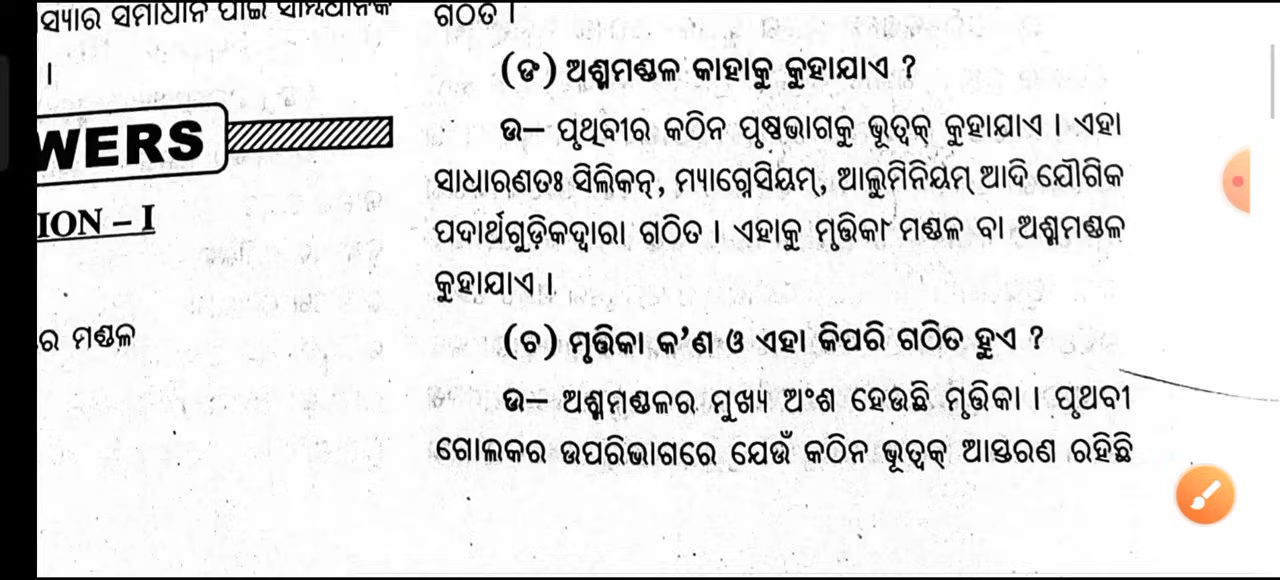 ସ୍ୟାର ସମାଧାନ ପାଇଁ
।
WERS
ION – I
ର ମଣ୍ଡଳ
ଗଠିତ ।
(ଙ) ଅଶ୍ମମଣ୍ଡଳ କାହାକୁ କୁହାଯାଏ ?
ଉ– ପୃଥିବୀର କଠିନ ପୃଷ୍ଠଭାଗକୁ ଭୂତ୍ୱକ୍ କୁହାଯାଏ । ଏହା
ସାଧାରଣତଃ ସିଲିକନ୍, ମ୍ୟାଗ୍ନେସିୟମ୍, ଆଲୁମିନିୟମ୍ ଆଦି ଯୌଗିକ
ପଦାର୍ଥଗୁଡ଼ିକଦ୍ୱାରା ଗଠିତ । ଏହାକୁ ମୃତ୍ତିକା ମଣ୍ଡଳ ବା ଅଶ୍ମମଣ୍ଡଳ
କୁହାଯାଏ ।
(ଚ) ମୃତ୍ତିକା କ'ଣ ଓ ଏହା କିପରି ଗଠିତ ହୁଏ ?
ଉ– ଅଶ୍ମମଣ୍ଡଳର ମୁଖ୍ୟ ଅଂଶ ହେଉଛି ମୃତ୍ତିକା । ପୃଥବୀ
ଗୋଲକର ଉପରିଭାଗରେ ଯେଉଁ କଠିନ ଭୂତ୍ୱକ୍ ଆସ୍ତରଣ ରହିଛି